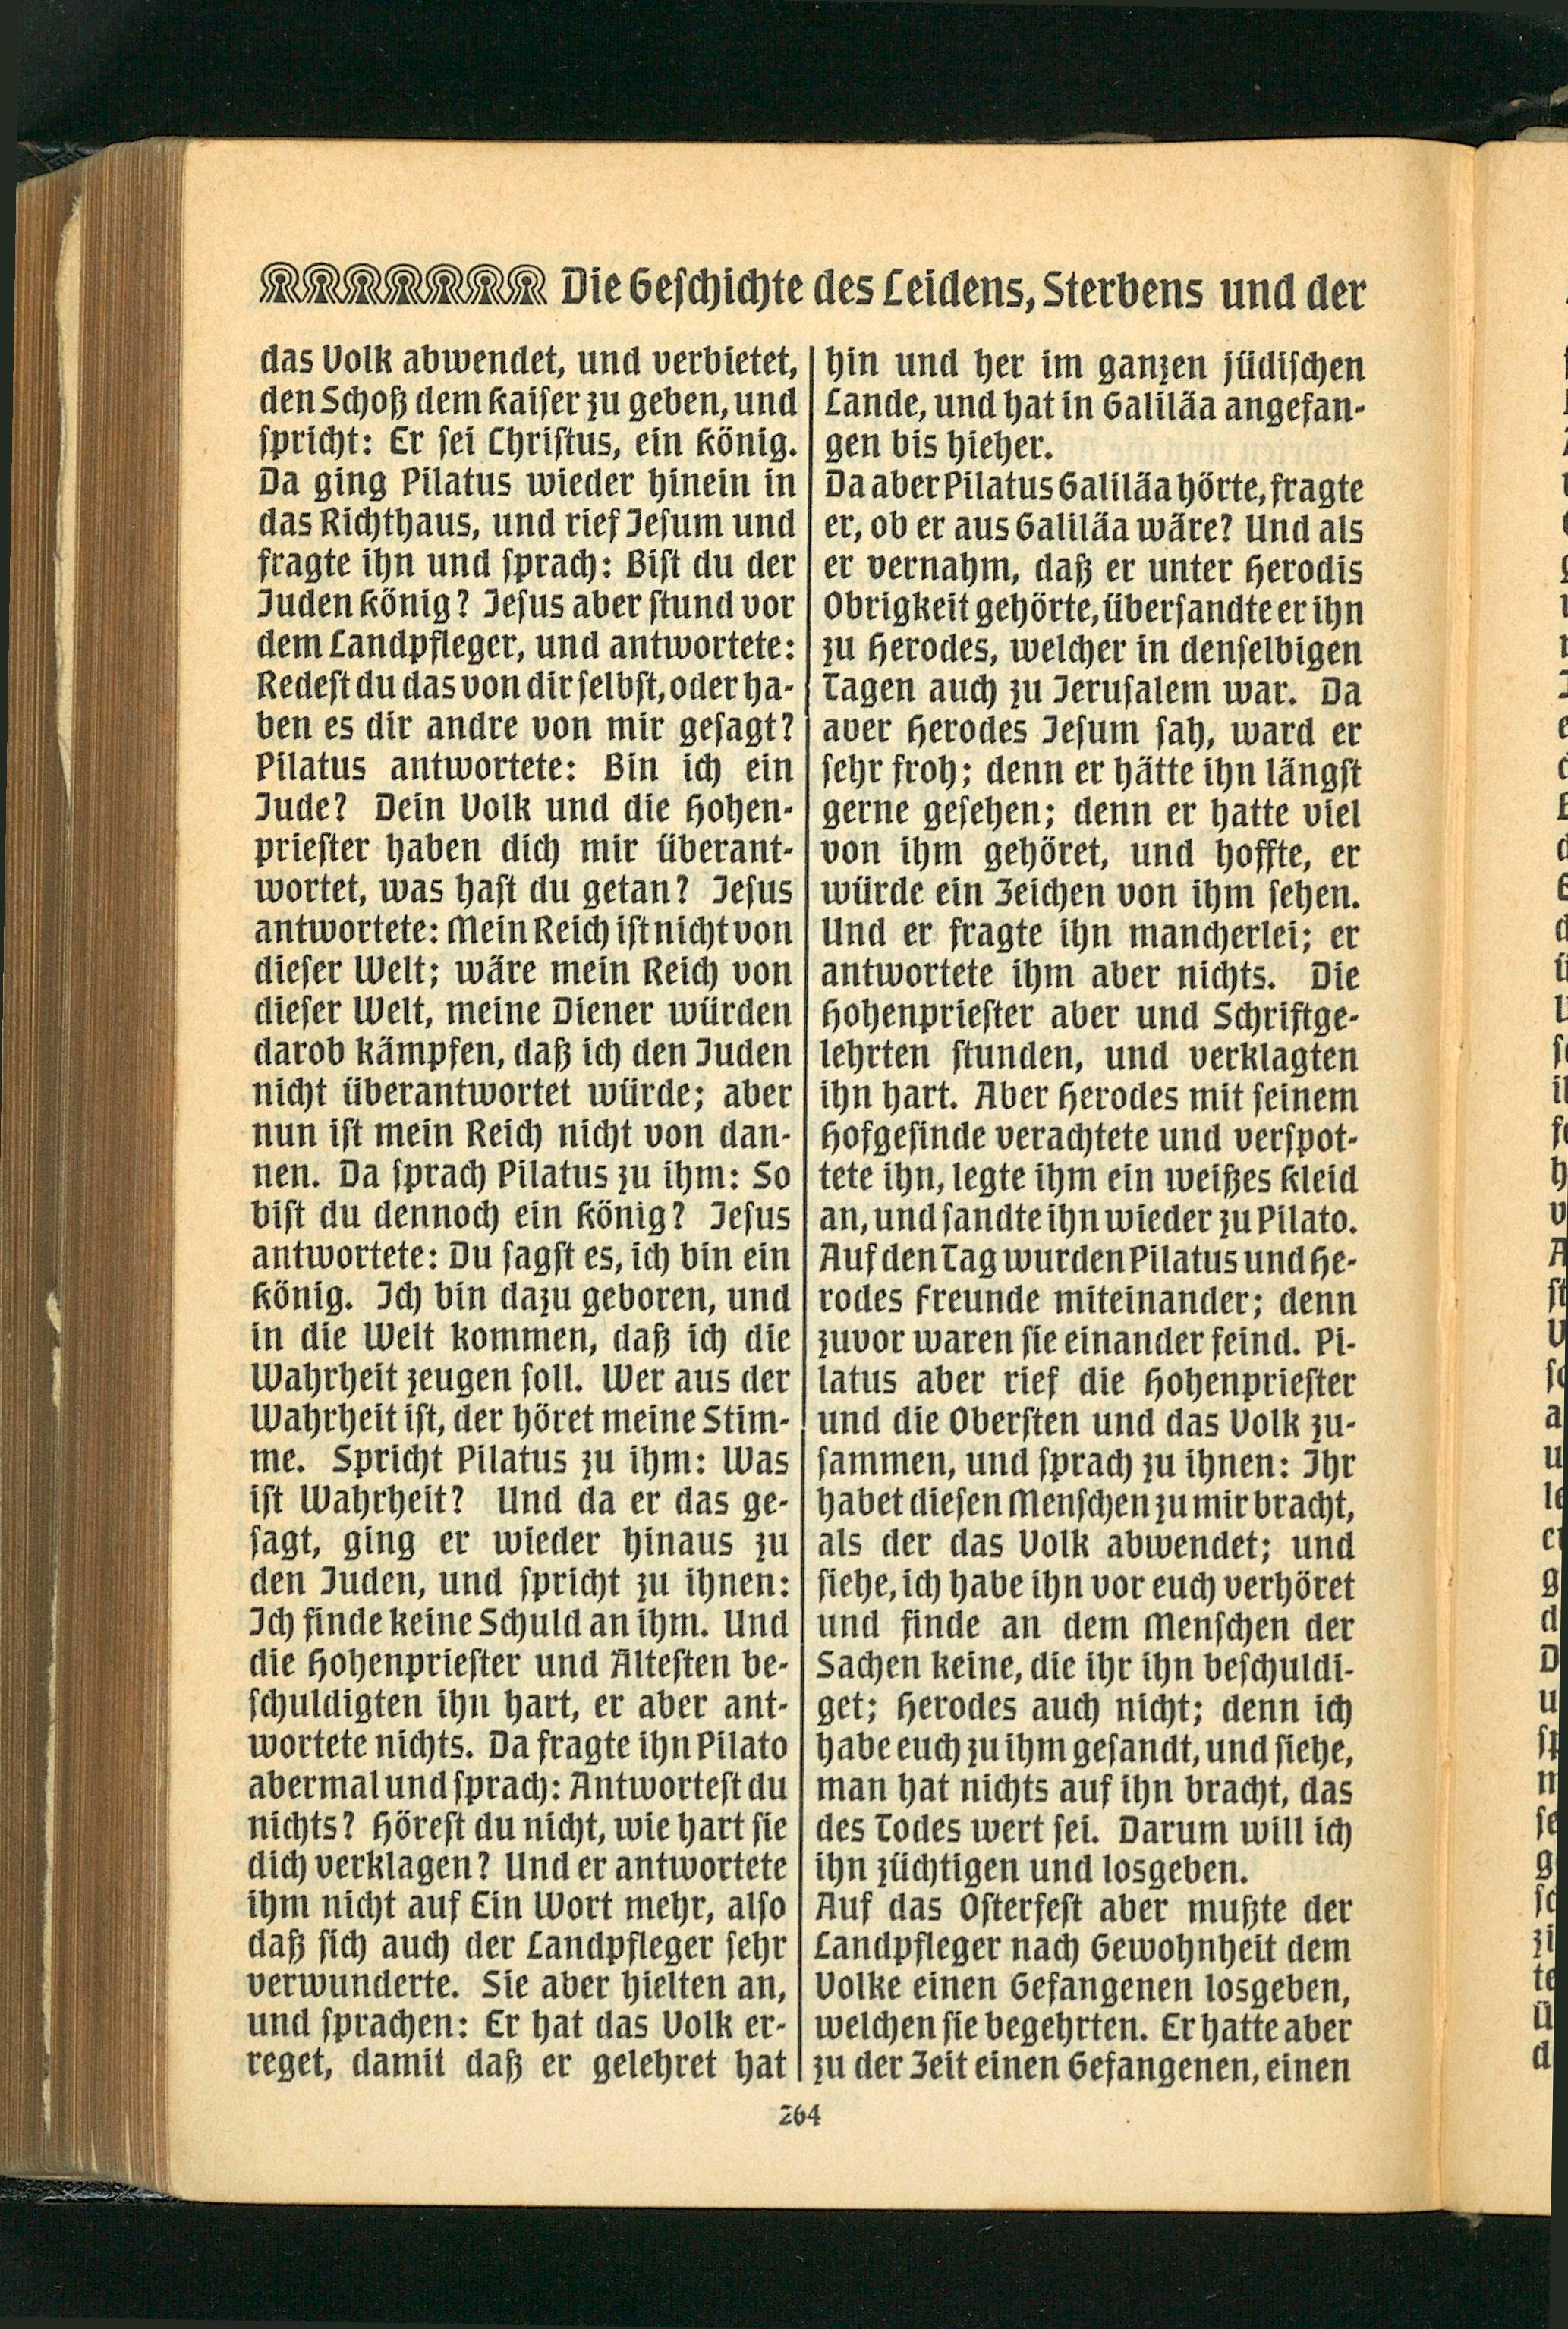 Die Geſchichte des Leidens, Sterbens und der
das Volk abwendet, und verbietet,
den Schoß dem Kaiſer zu geben, und
ſpricht: Er ſei Chriſtus, ein König.
Da ging Pilatus wieder hinein in
das Richthaus, und rief Jeſum und
fragte ihn und ſprach: Biſt du der
Juden König? Jeſus aber ſtund vor
dem Landpfleger, und antwortete:
Redeſt du das von dir ſelbſt, oder ha-
ben es dir andre von mir geſagt?
Pilatus antwortete: Bin ich ein
Jude? Dein Volk und die Hohen-
prieſter haben dich mir überant-
wortet, was haſt du getan? Jeſus
antwortete: Mein Reich iſt nicht von
dieſer Welt; wäre mein Reich von
dieſer Welt, meine Diener würden
darob kämpfen, daß ich den Juden
nicht überantwortet würde; aber
nun iſt mein Reich nicht von dan-
nen. Da ſprach Pilatus zu ihm: So
biſt du dennoch ein König? Jeſus
antwortete: Du ſagſt es, ich bin ein
König. Ich bin dazu geboren, und
in die Welt kommen, daß ich die
Wahrheit zeugen ſoll. Wer aus der
Wahrheit iſt, der höret meine Stim-
me. Spricht Pilatus zu ihm: Was
iſt Wahrheit? Und da er das ge-
ſagt, ging er wieder hinaus zu
den Juden, und ſpricht zu ihnen:
Ich finde keine Schuld an ihm. Und
die Hohenprieſter und Älteſten be-
ſchuldigten ihn hart, er aber ant-
wortete nichts. Da fragte ihn Pilato
abermal und ſprach: Antworteſt du
nichts? Höreſt du nicht, wie hart ſie
dich verklagen? Und er antwortete
ihm nicht auf Ein Wort mehr, alſo
daß ſich auch der Landpfleger ſehr
verwunderte. Sie aber hielten an,
und ſprachen: Er hat das Volk er-
reget, damit daß er gelehret hat
hin und her im ganzen jüdiſchen
Lande, und hat in Galiläa angefan-
gen bis hieher.
Da aber Pilatus Galiläa hörte, fragte
er, ob er aus Galiläa wäre? Und als
er vernahm, daß er unter Herodis
Obrigkeit gehörte, überſandte er ihn
zu Herodes, welcher in denſelbigen
Tagen auch zu Jeruſalem war. Da
aber Herodes Jeſum ſah, ward er
ſehr froh; denn er hätte ihn längſt
gerne geſehen; denn er hatte viel
von ihm gehöret, und hoffte, er
würde ein Zeichen von ihm ſehen.
Und er fragte ihn mancherlei; er
antwortete ihm aber nichts. Die
Hohenprieſter aber und Schriftge-
lehrten ſtunden, und verklagten
ihn hart. Aber Herodes mit ſeinem
Hofgeſinde verachtete und verſpot-
tete ihn, legte ihm ein weißes Kleid
an, und ſandte ihn wieder zu Pilato.
Auf den Tag wurden Pilatus und He-
rodes Freunde miteinander; denn
zuvor waren ſie einander feind. Pi-
latus aber rief die Hohenprieſter
und die Oberſten und das Volk zu-
ſammen, und ſprach zu ihnen: Ihr
habet dieſen Menſchen zu mir bracht,
als der das Volk abwendet; und
ſiehe, ich habe ihn vor euch verhöret
und finde an dem Menſchen der
Sachen keine, die ihr ihn beſchuldi-
get; Herodes auch nicht; denn ich
habe euch zu ihm geſandt, und ſiehe,
man hat nichts auf ihn bracht, das
des Todes wert ſei. Darum will ich
ihn züchtigen und losgeben.
Auf das Oſterfeſt aber mußte der
Landpfleger nach Gewohnheit dem
Volke einen Gefangenen losgeben,
welchen ſie begehrten. Er hatte aber
zu der Zeit einen Gefangenen, einen
264